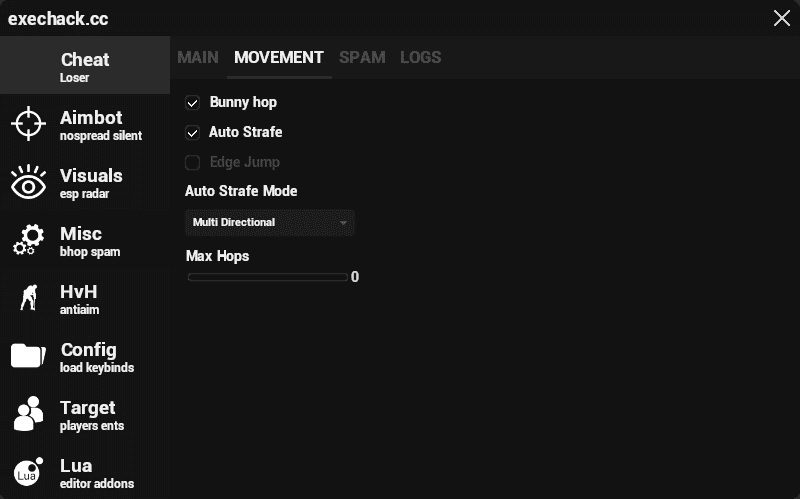 exechack.cc
Cheat
Loser
Aimbot
nospread silent
Visuals
esp radar
Misc
bhop spam
HvH
antiaim
Config
load keybinds
Target
players ents
Lua
Lua
editor addons
MAIN MOVEMENT SPAM LOGS
Bunny hop
Auto Strafe
Edge Jump
Auto Strafe Mode
Multi Directional
Max Hops
0